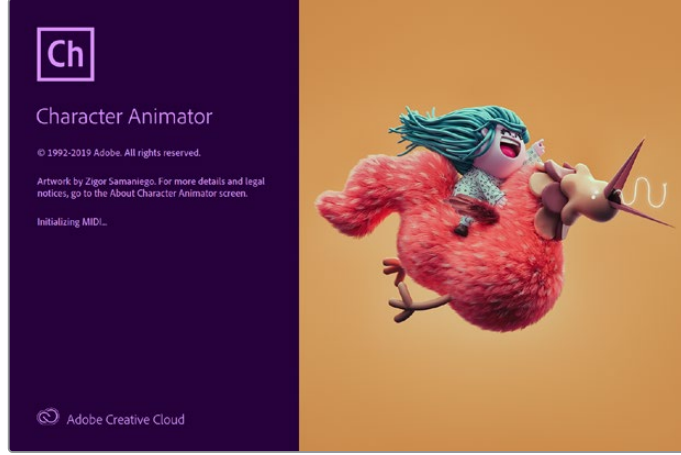 Ch
Character Animator
© 1992-2019 Adobe. All rights reserved.
Artwork by Zigor Samaniego. For more details and legal
notices, go to the About Character Animator screen.
Initializing MIDI...
Adobe Creative Cloud